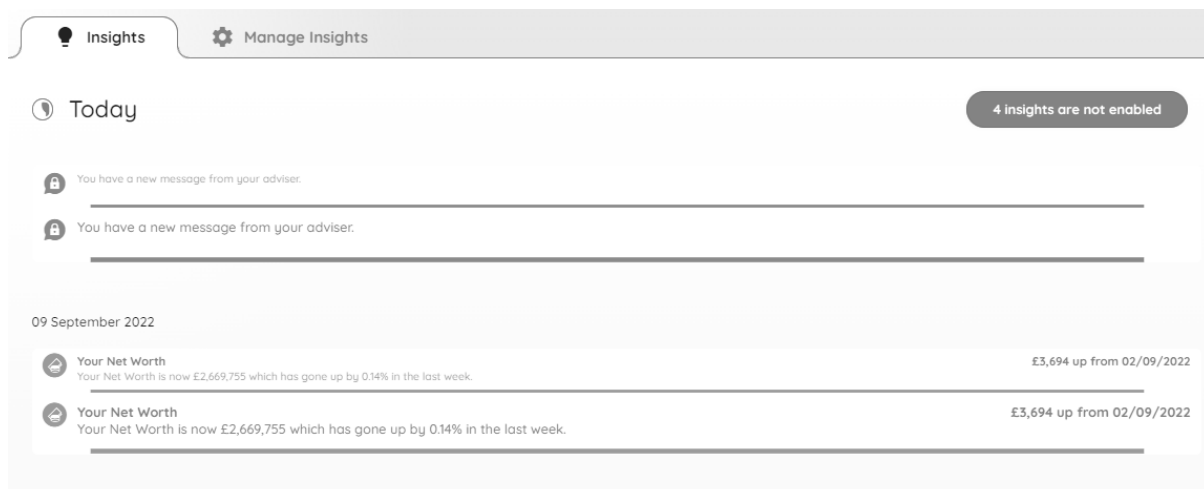 Insights
Manage Insights
Today
4 insights are not enabled
You have a new message from your adviser.
You have a new message from your adviser.
09 September 2022
Your Net Worth
£3,694 up from 02/09/2022
Your Net Worth is now £2,669,755 which has gone up by 0.14% in the last week.
Your Net Worth
£3,694 up from 02/09/2022
Your Net Worth is now £2,669,755 which has gone up by 0.14% in the last week.